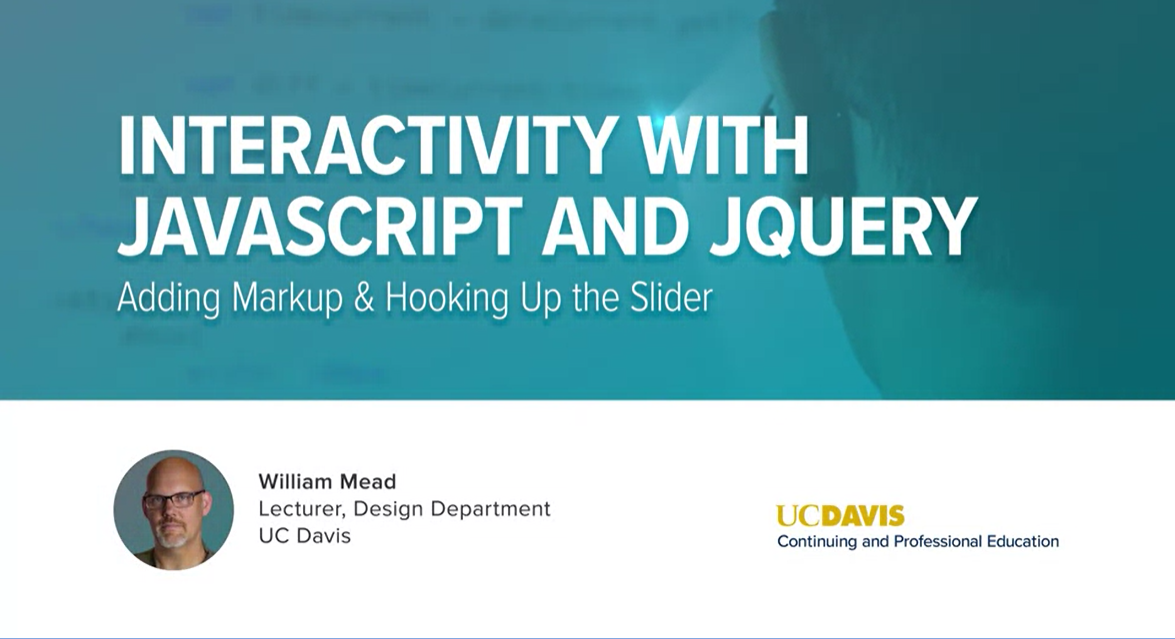 INTERACTIVITY WITH
JAVASCRIPT AND JQUERY
Adding Markup & Hooking Up the Slider
William Mead
Lecturer, Design Department
UC Davis
UCDAVIS
Continuing and Professional Education